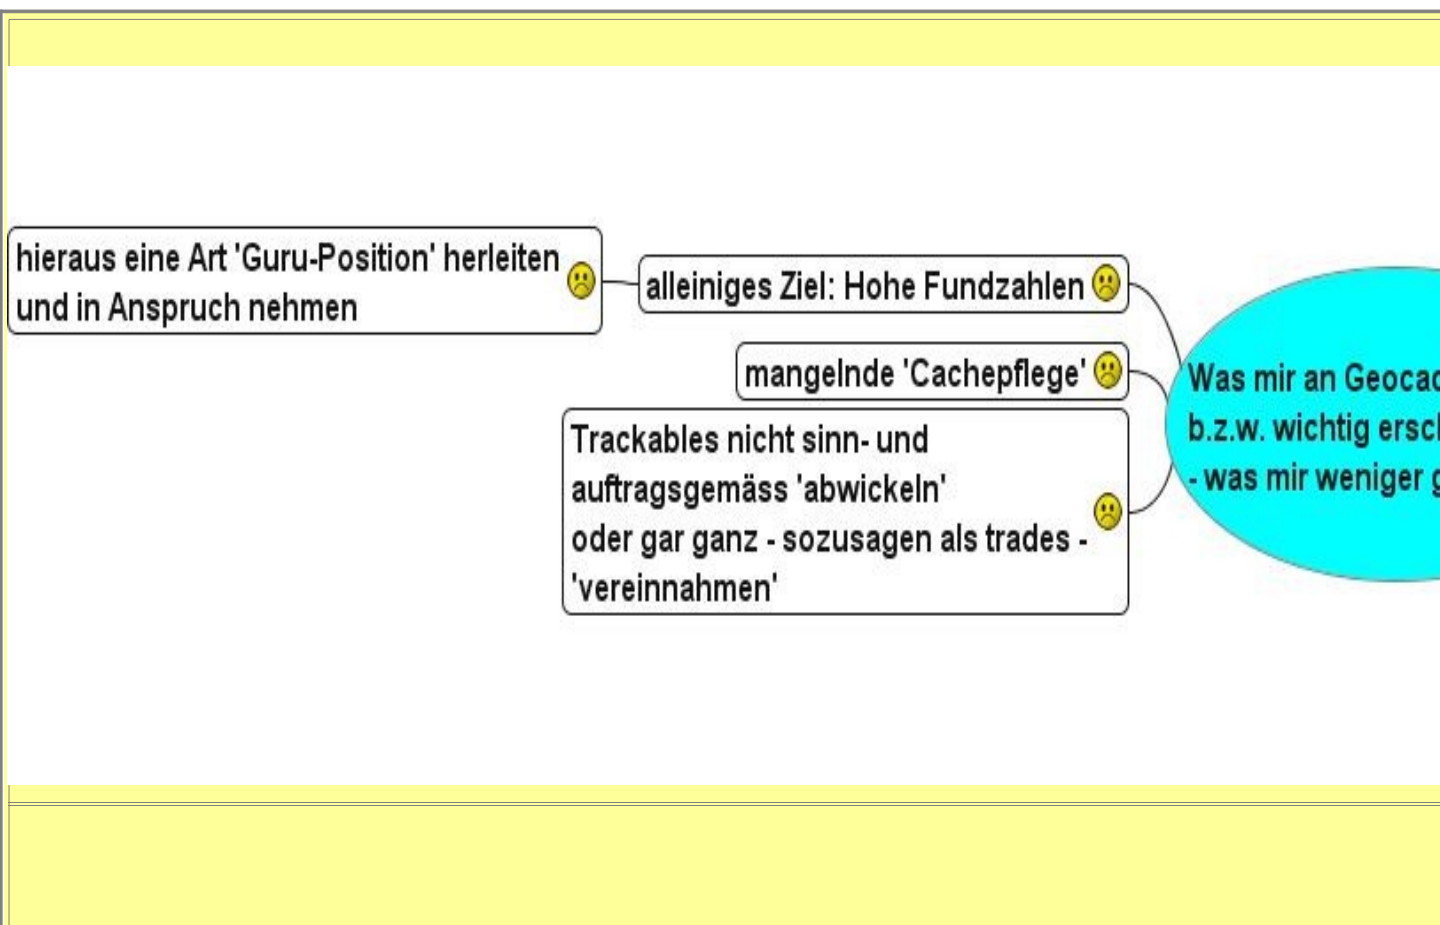 hieraus eine Art 'Guru-Position' herleiten
und in Anspruch nehmen
alleiniges Ziel: Hohe Fundzahlen
mangelnde 'Cachepflege'
Trackables nicht sinn- und
auftragsgemäss 'abwickeln'
oder gar ganz - sozusagen als trades -
'vereinnahmen'
Was mir an
b.z.w. wichtig
- was mir weniger